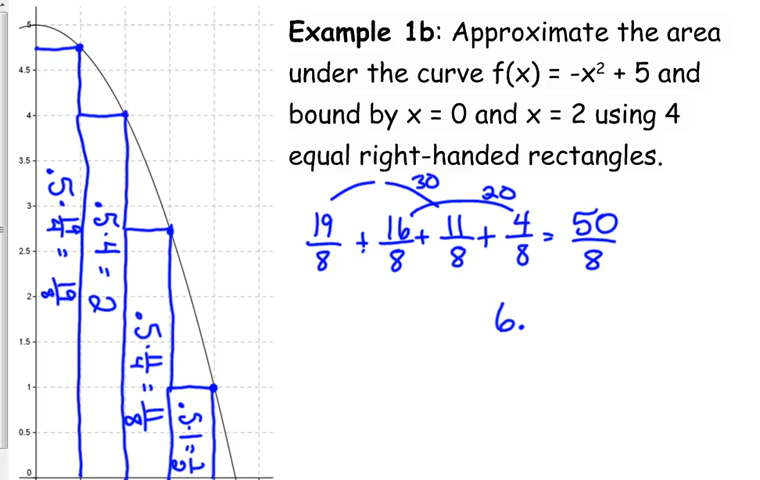 Example 1b: Approximate the area
under the curve f(x) = -x² + 5 and
bound by x = 0 and x = 2 using 4
equal right-handed rectangles.
30
20
19/8 + 16/8 + 11/8 + 4/8 = 50/8
6.
5
4.5
4
3.5
3
2.5
2
1.5
1
0.5
0
.5 · 19/4 = 19/8
.5 · 4 = 2
.5 · 11/4 = 11/8
.5 · 1 = 1/2